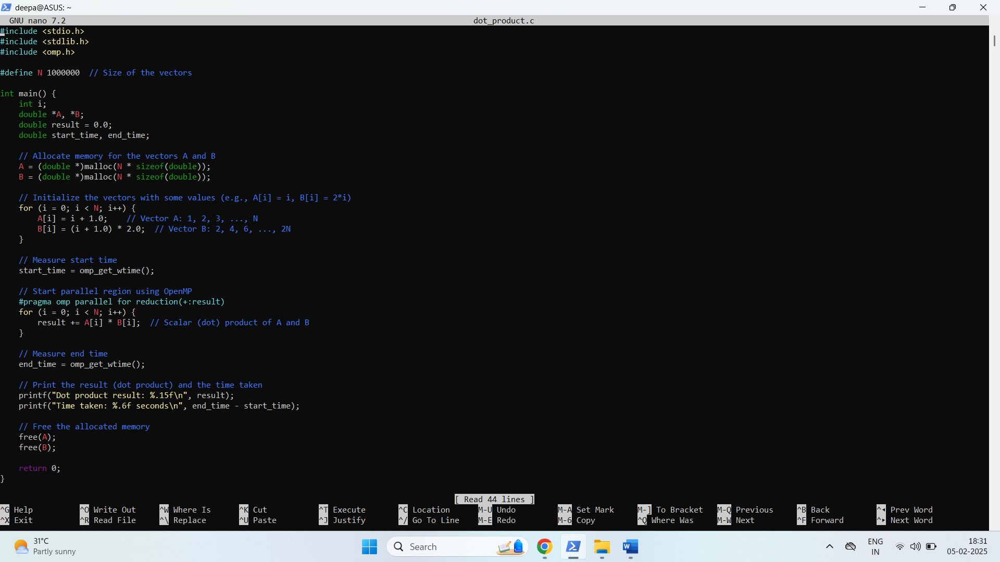 deepa@ASUS: ~
GNU nano 7.2 dot_product.c
#include <stdio.h>
#include <stdlib.h>
#include <omp.h>

#define N 1000000  // Size of the vectors

int main() {
    int i;
    double *A, *B;
    double result = 0.0;
    double start_time, end_time;

    // Allocate memory for the vectors A and B
    A = (double *)malloc(N * sizeof(double));
    B = (double *)malloc(N * sizeof(double));

    // Initialize the vectors with some values (e.g., A[i] = i, B[i] = 2*i)
    for (i = 0; i < N; i++) {
        A[i] = i + 1.0;    // Vector A: 1, 2, 3, ..., N
        B[i] = (i + 1.0) * 2.0;  // Vector B: 2, 4, 6, ..., 2N
    }

    // Measure start time
    start_time = omp_get_wtime();

    // Start parallel region using OpenMP
    #pragma omp parallel for reduction(+:result)
    for (i = 0; i < N; i++) {
        result += A[i] * B[i];  // Scalar (dot) product of A and B
    }

    // Measure end time
    end_time = omp_get_wtime();

    // Print the result (dot product) and the time taken
    printf("Dot product result: %.15f\n", result);
    printf("Time taken: %.6f seconds\n", end_time - start_time);

    // Free the allocated memory
    free(A);
    free(B);

    return 0;
}
[ Read 44 lines ]
^G Help ^O Write Out ^W Where Is ^K Cut ^T Execute ^C Location M-U Undo M-A Set Mark M-] To Bracket M-Q Previous ^B Back ^◂ Prev Word
^X Exit ^R Read File ^\ Replace ^U Paste ^J Justify ^/ Go To Line M-E Redo M-6 Copy ^Q Where Was M-W Next ^F Forward ^▸ Next Word
31°C
Partly sunny
Search
ENG
IN
18:31
05-02-2025